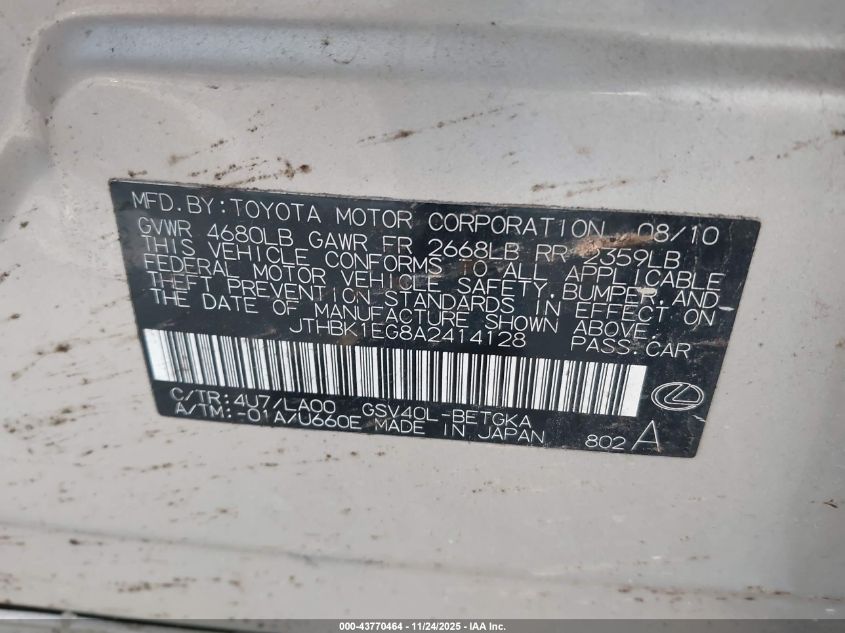 MFD.BY:TOYOTA MOTOR CORPORATION 08/10
GVWR 4680LB GAWR FR 2668LB RR 2359LB
THIS VEHICLE CONFORMS TO ALL APPLICABLE
FEDERAL MOTOR VEHICLE SAFETY,BUMPER,AND
THEFT PREVENTION STANDARDS IN EFFECT ON
THE DATE OF MANUFACTURE SHOWN ABOVE.
JTHBK1EG8A2414128 PASS.CAR
C/TR:4U7/LA00 GSV40L-BETGKA
A/TM:-01A/U660E MADE IN JAPAN 802 A
000-43770464 - 11/24/2025 - IAA Inc.